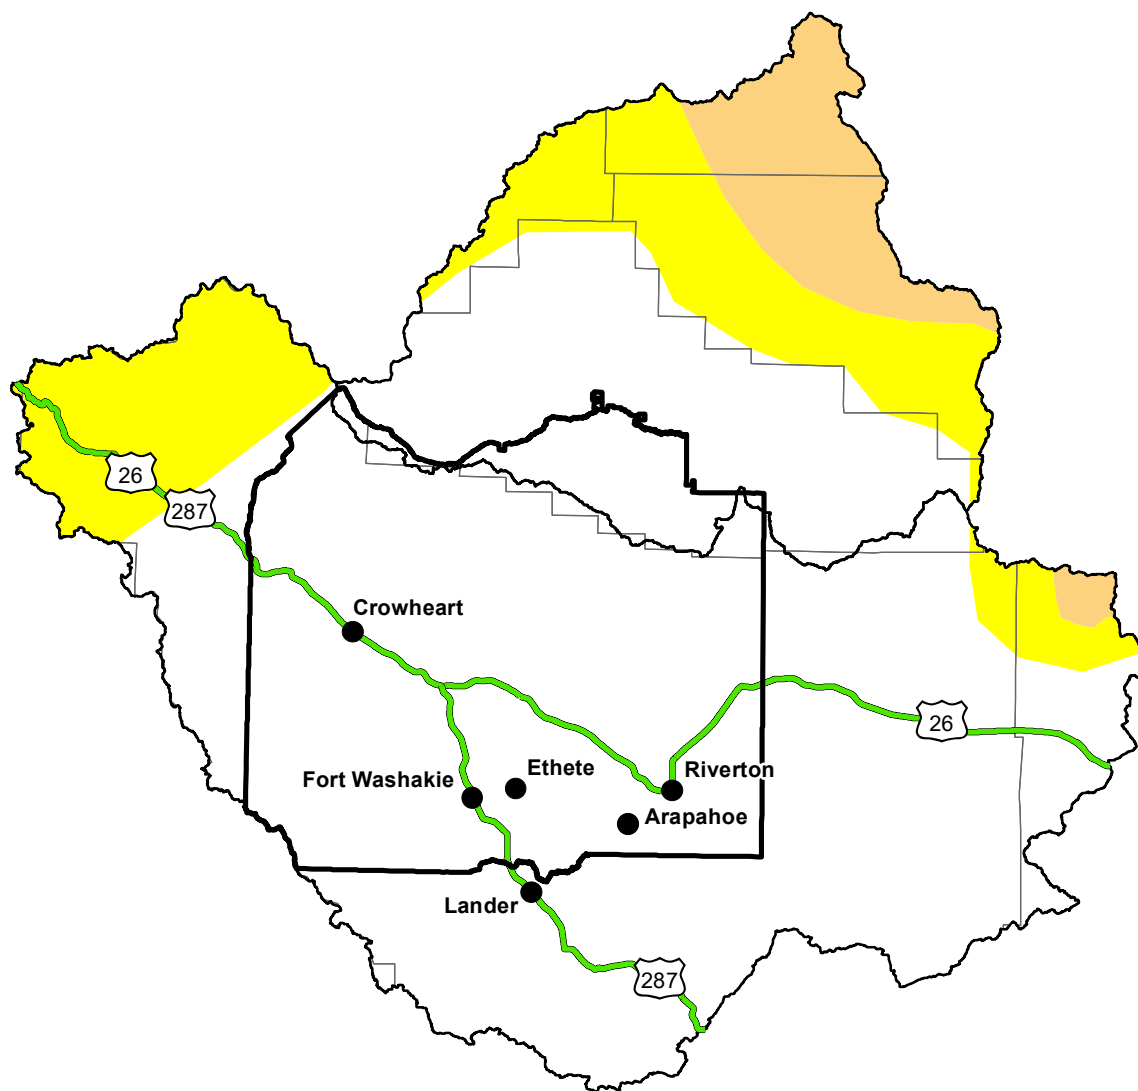 26
287
Crowheart
Fort Washakie
Ethete
Riverton
Arapahoe
26
Lander
287